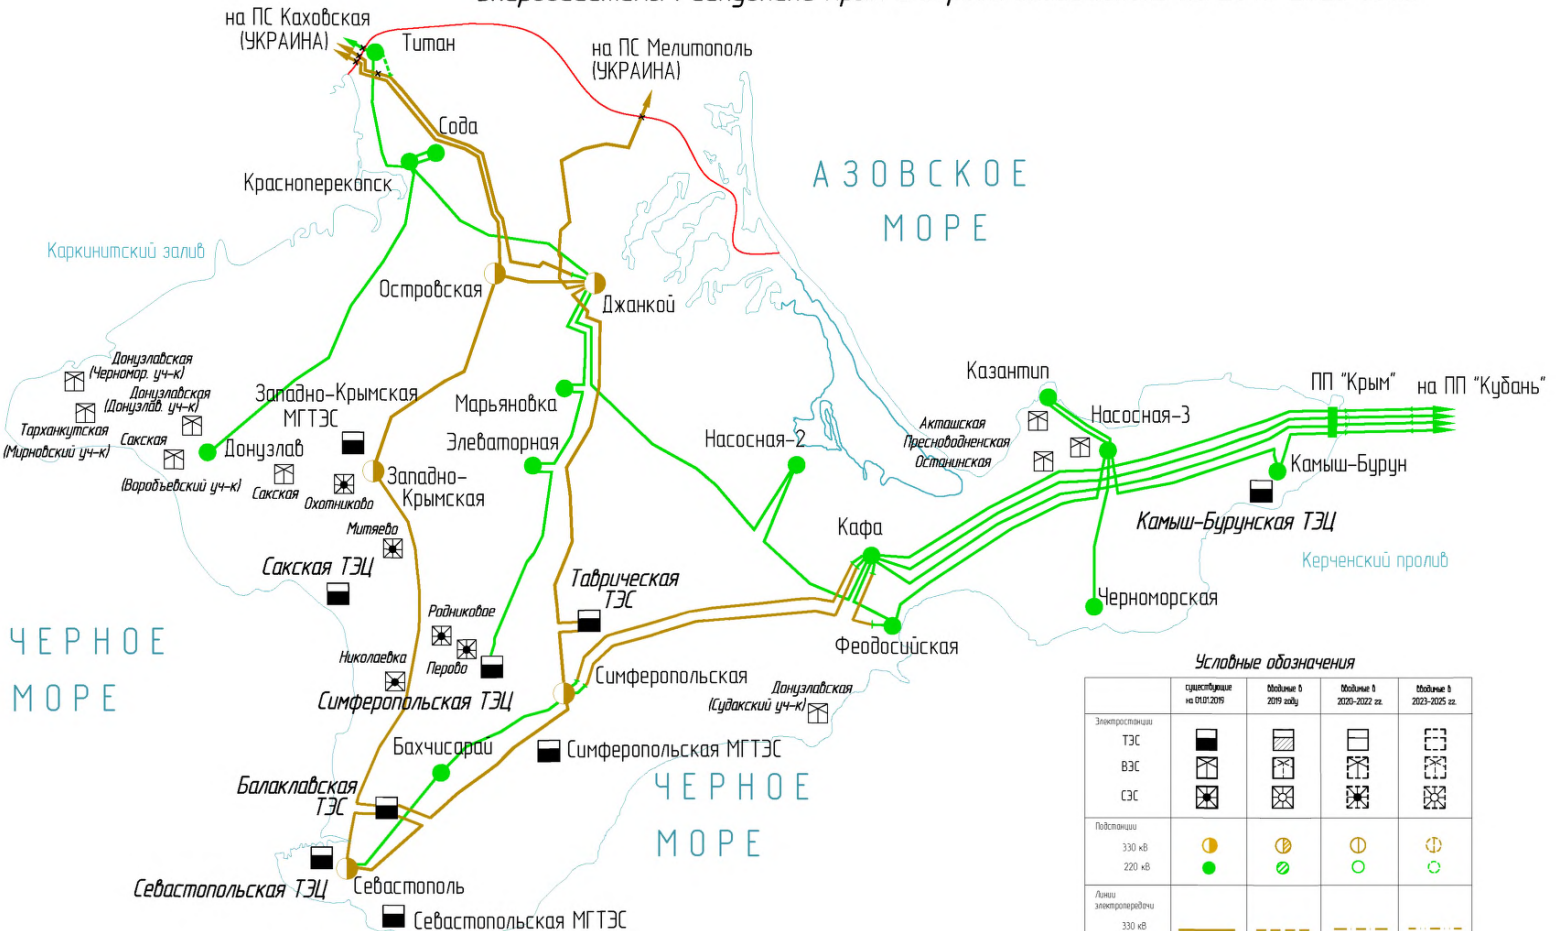 на ПС Каховская
(УКРАИНА)
Титан
на ПС Мелитополь
(УКРАИНА)
Сода
Красноперекопск
АЗОВСКОЕ
МОРЕ
Каркинитский залив
Островская
Джанкой
Донузлавская
(Черномор. уч-к)
Донузлавская
(Донузлав. уч-к)
Тарханкутская
(Мирновский уч-к)
Сакская
(Воробьевский уч-к)
Донузлав
Сакская
Западно-Крымская
МГТЭС
Охотниково
Западно-
Крымская
Митяево
Марьяновка
Элеваторная
Насосная-2
Казантип
Насосная-3
Акташская
Пресноводненская
Останинская
ПП "Крым"
на ПП "Кубань"
Камыш-Бурун
Камыш-Бурунская ТЭЦ
Керченский пролив
Кафа
Черноморская
Феодосийская
Сакская ТЭЦ
Таврическая
ТЭС
Родниковое
Перово
Николаевка
Симферопольская ТЭЦ
Симферопольская
ЧЕРНОЕ
МОРЕ
Донузлавская
(Судакский уч-к)
Бахчисарай
Симферопольская МГТЭС
Балаклавская
ТЭС
ЧЕРНОЕ
МОРЕ
Севастопольская ТЭЦ
Севастополь
Севастопольская МГТЭС
Условные обозначения
существующие
на 01.01.2019
вводимые в
2019 году
вводимые в
2020-2022 гг.
вводимые в
2023-2025 гг.
Электростанции
ТЭС
ВЭС
СЭС
Подстанции
330 кВ
220 кВ
Линии
электропередачи
330 кВ